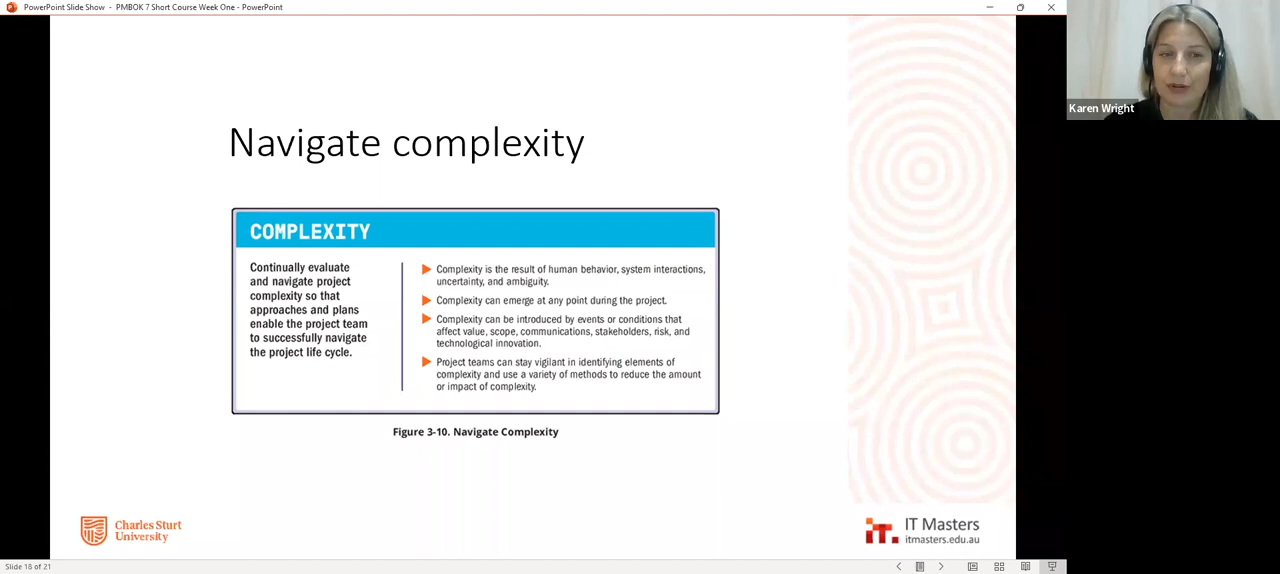 PowerPoint Slide Show - PMBOK 7 Short Course Week One - PowerPoint
Karen Wright
Navigate complexity
COMPLEXITY
Continually evaluate
and navigate project
complexity so that
approaches and plans
enable the project team
to successfully navigate
the project life cycle.
Complexity is the result of human behavior, system interactions,
uncertainty, and ambiguity.
Complexity can emerge at any point during the project.
Complexity can be introduced by events or conditions that
affect value, scope, communications, stakeholders, risk, and
technological innovation.
Project teams can stay vigilant in identifying elements of
complexity and use a variety of methods to reduce the amount
or impact of complexity.
Figure 3-10. Navigate Complexity
Charles Sturt
University
it. IT Masters
itmasters.edu.au
Slide 18 of 21